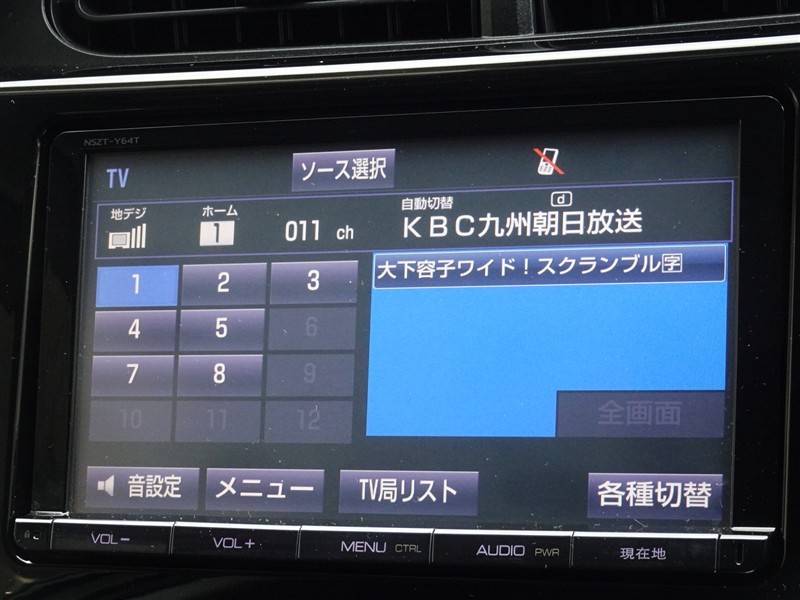 NSZT-Y64T
TV ソース選択
地デジ ホーム 1 011 ch 自動切替 d
KBC九州朝日放送
大下容子ワイド!スクランブル字
1 2 3
4 5 6
7 8 9
10 11 12
全画面
音設定 メニュー TV局リスト 各種切替
VOL− VOL+ MENU CTRL AUDIO PWR 現在地